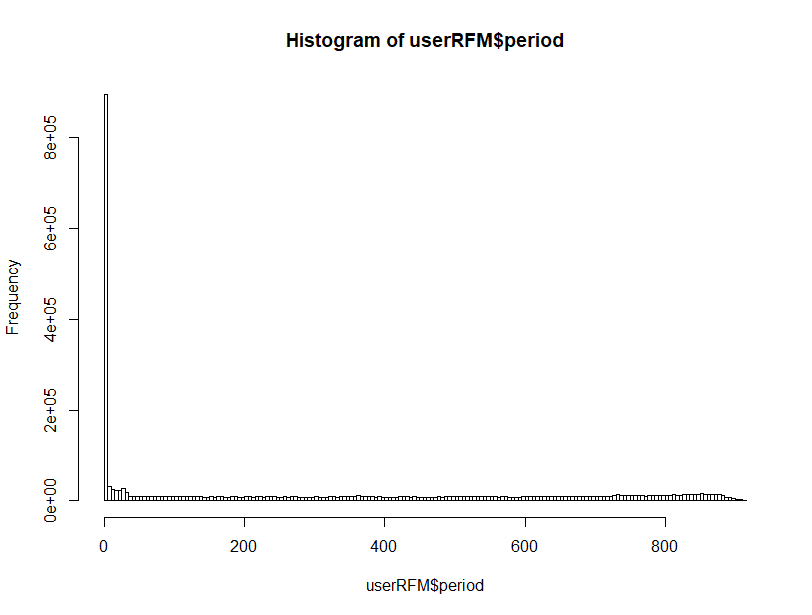 Histogram of userRFM$period
Frequency
8e+05
6e+05
4e+05
2e+05
0e+00
0 200 400 600 800
userRFM$period